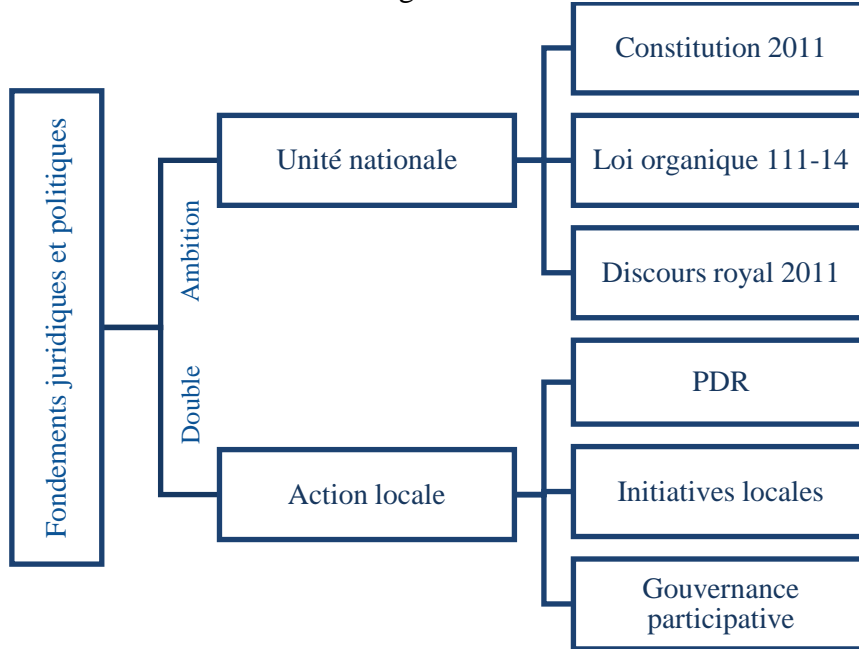 Fondements juridiques et politiques
Double Ambition
Unité nationale
Constitution 2011
Loi organique 111-14
Discours royal 2011
Action locale
PDR
Initiatives locales
Gouvernance
participative